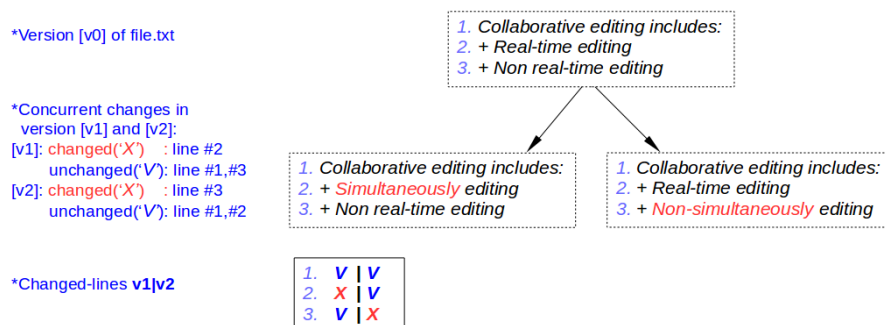 *Version [v0] of file.txt
1. Collaborative editing includes:
2. + Real-time editing
3. + Non real-time editing
*Concurrent changes in
version [v1] and [v2]:
[v1]: changed(‘X’) : line #2
unchanged(‘V’): line #1,#3
[v2]: changed(‘X’) : line #3
unchanged(‘V’): line #1,#2
1. Collaborative editing includes:
2. + Simultaneously editing
3. + Non real-time editing
1. Collaborative editing includes:
2. + Real-time editing
3. + Non-simultaneously editing
*Changed-lines v1|v2
1. V | V
2. X | V
3. V | X